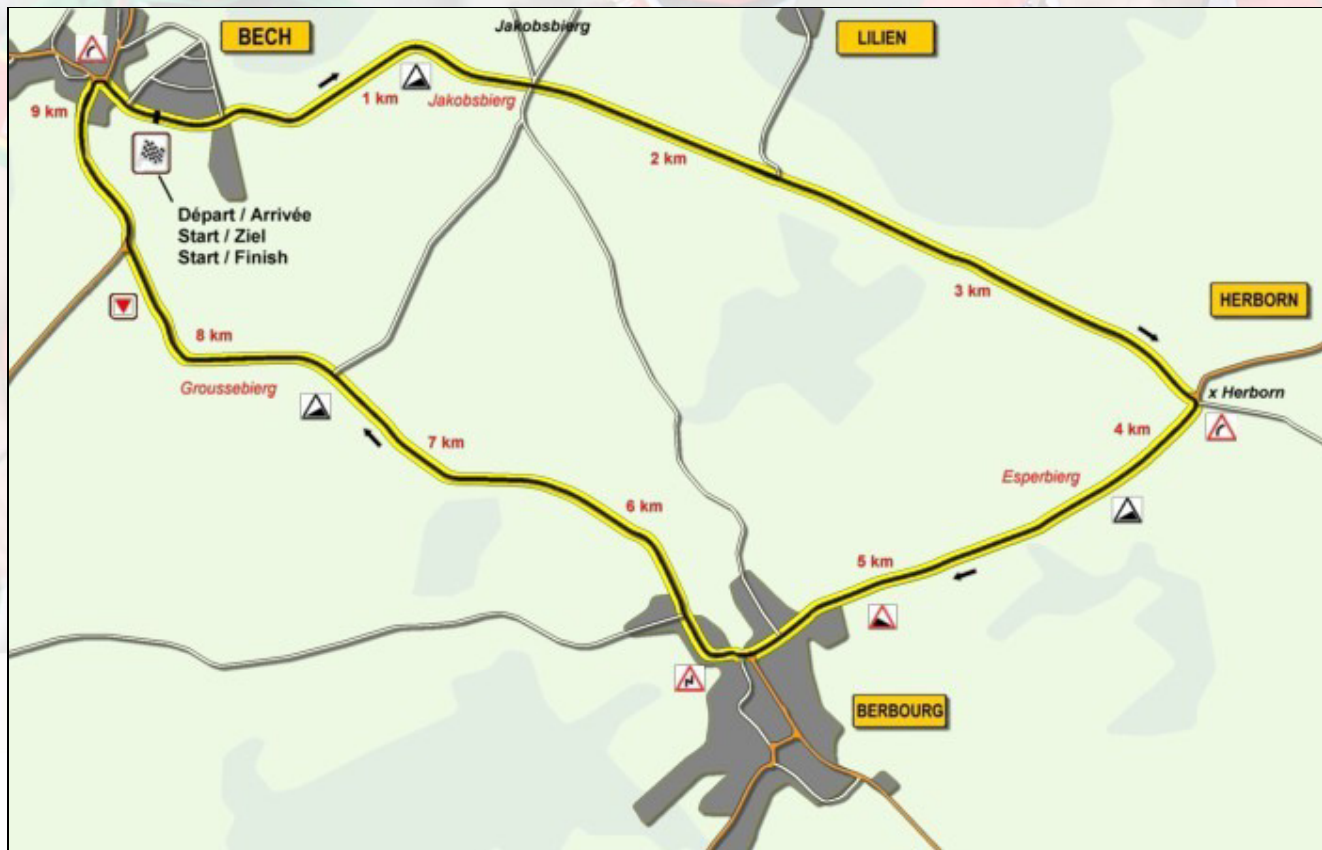 BECH
Jakobsbierg
LILIEN
9 km
1 km
Jakobsbierg
2 km
Départ / Arrivée
Start / Ziel
Start / Finish
3 km
HERBORN
8 km
Groussebierg
x Herborn
4 km
7 km
Esperbierg
6 km
5 km
BERBOURG